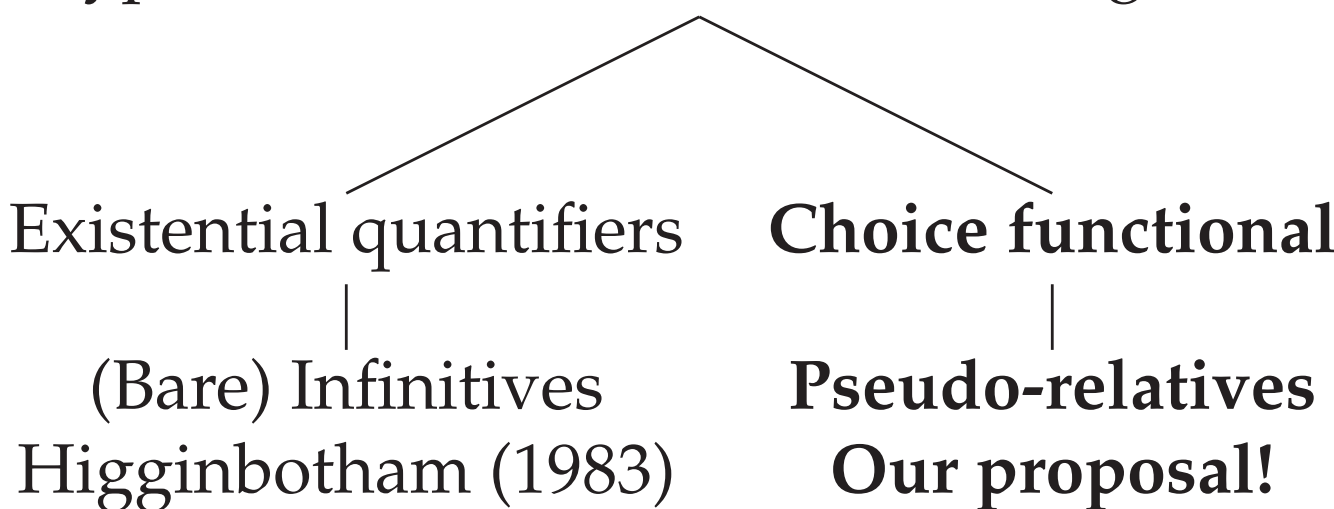 Existential quantifiers Choice functional
(Bare) Infinitives Pseudo-relatives
Higginbotham (1983) Our proposal!